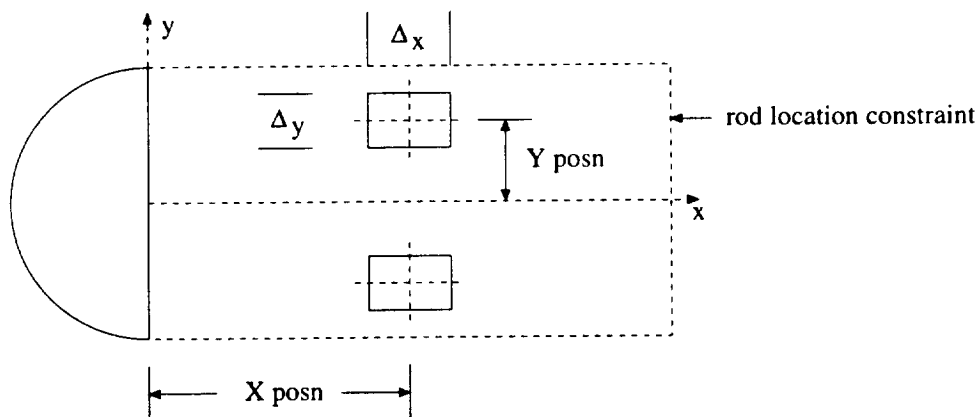 y
Δx
Δy
rod location constraint
Y posn
x
X posn